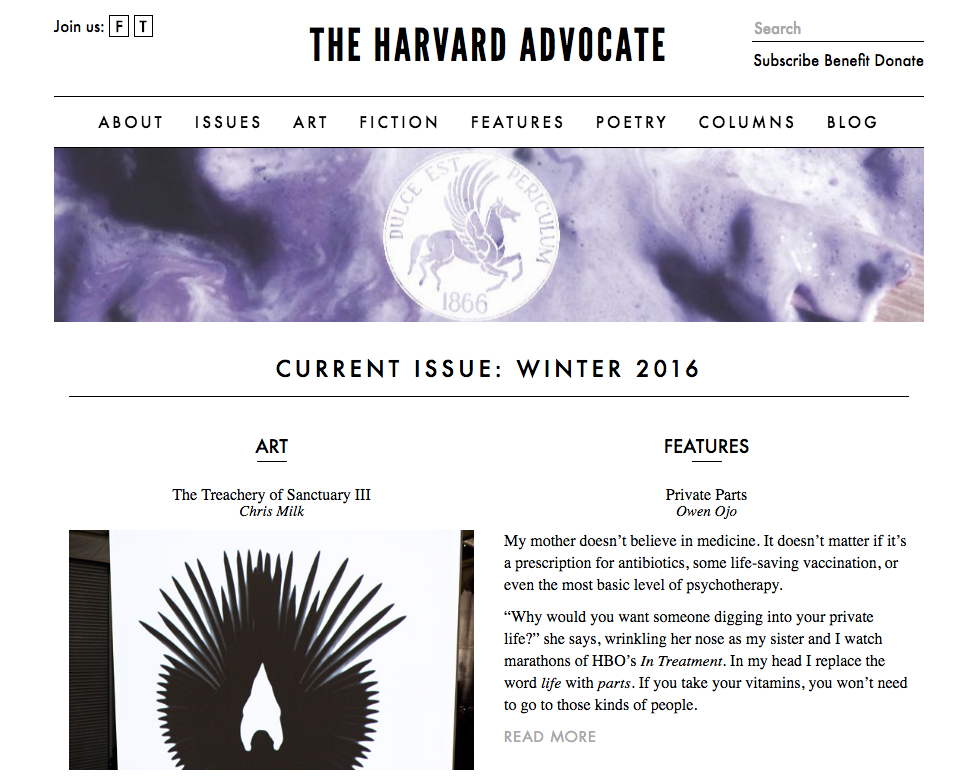 Join us: F T
THE HARVARD ADVOCATE
Search
Subscribe Benefit Donate
ABOUT ISSUES ART FICTION FEATURES POETRY COLUMNS BLOG
DULCE EST PERICULUM
1866
CURRENT ISSUE: WINTER 2016
ART
The Treachery of Sanctuary III
Chris Milk
FEATURES
Private Parts
Owen Ojo
My mother doesn’t believe in medicine. It doesn’t matter if it’s
a prescription for antibiotics, some life-saving vaccination, or
even the most basic level of psychotherapy.
“Why would you want someone digging into your private
life?” she says, wrinkling her nose as my sister and I watch
marathons of HBO’s In Treatment. In my head I replace the
word life with parts. If you take your vitamins, you won’t need
to go to those kinds of people.
READ MORE